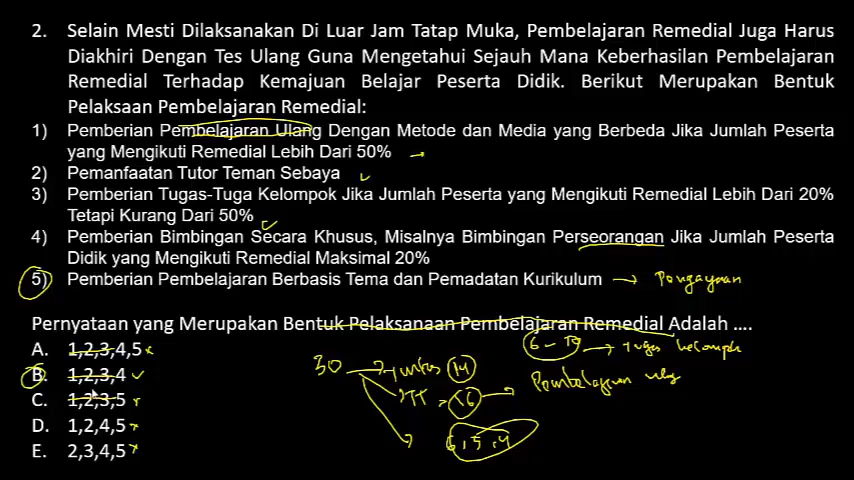 2. Selain Mesti Dilaksanakan Di Luar Jam Tatap Muka, Pembelajaran Remedial Juga Harus
Diakhiri Dengan Tes Ulang Guna Mengetahui Sejauh Mana Keberhasilan Pembelajaran
Remedial Terhadap Kemajuan Belajar Peserta Didik. Berikut Merupakan Bentuk
Pelaksaan Pembelajaran Remedial:
1) Pemberian Pembelajaran Ulang Dengan Metode dan Media yang Berbeda Jika Jumlah Peserta
yang Mengikuti Remedial Lebih Dari 50%
2) Pemanfaatan Tutor Teman Sebaya
3) Pemberian Tugas-Tuga Kelompok Jika Jumlah Peserta yang Mengikuti Remedial Lebih Dari 20%
Tetapi Kurang Dari 50%
4) Pemberian Bimbingan Secara Khusus, Misalnya Bimbingan Perseorangan Jika Jumlah Peserta
Didik yang Mengikuti Remedial Maksimal 20%
5) Pemberian Pembelajaran Berbasis Tema dan Pemadatan Kurikulum → Pengayaan
Pernyataan yang Merupakan Bentuk Pelaksanaan Pembelajaran Remedial Adalah ....
A. 1,2,3,4,5
B. 1,2,3,4
C. 1,2,3,5
D. 1,2,4,5
E. 2,3,4,5
→ Tugas kelompok
30 → Tuntas 14
TT = 16 → Pembelajaran
6, 5, 4